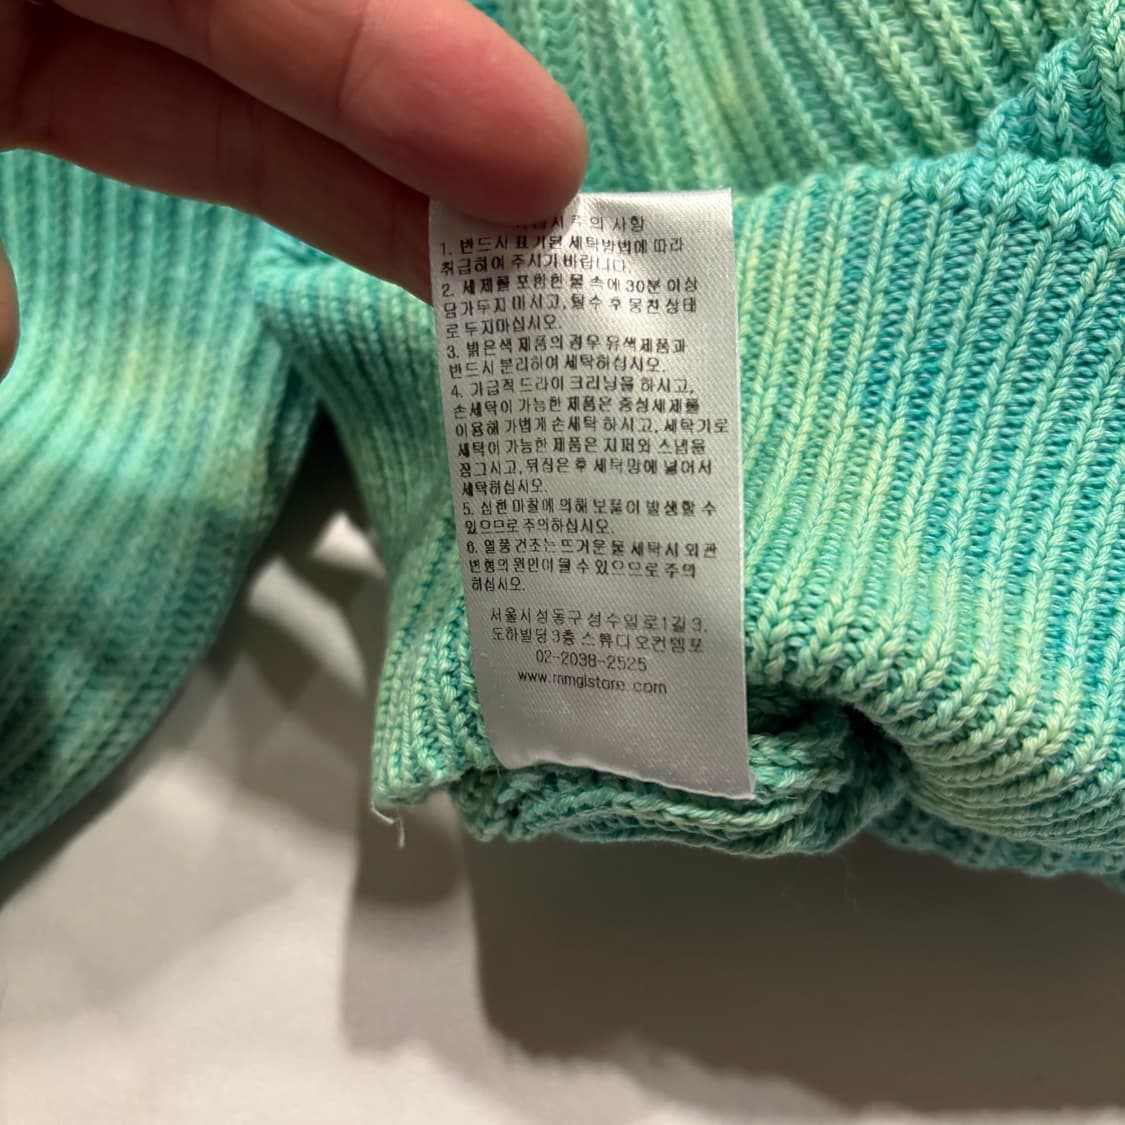 의 사항
1. 반드시 표기된 세탁방법에 따라
취급하여 주시기 바랍니다.
2. 세제를 포함한 물 속에 30분 이상
담가두지 마시고, 탈수 후 뭉친 상태
로 두지마십시오.
3. 밝은색 제품의 경우 유색제품과
반드시 분리하여 세탁하십시오.
4. 가급적 드라이 크리닝을 하시고,
손세탁이 가능한 제품은 중성세제를
이용해 가볍게 손세탁 하시고, 세탁기로
세탁이 가능한 제품은 지퍼와 스냅을
잠그시고, 뒤집은 후 세탁망에 넣어서
세탁하십시오.
5. 심한 마찰에 의해 보풀이 발생할 수
있으므로 주의하십시오.
6. 열풍 건조는 뜨거운 물 세탁시 외관
변형의 원인이 될 수 있으므로 주의
하십시오.
서울시 성동구 성수일로1길 3.
도하빌딩 3층 스튜디오컨템포
02-2038-2525
www.mmglstore.com